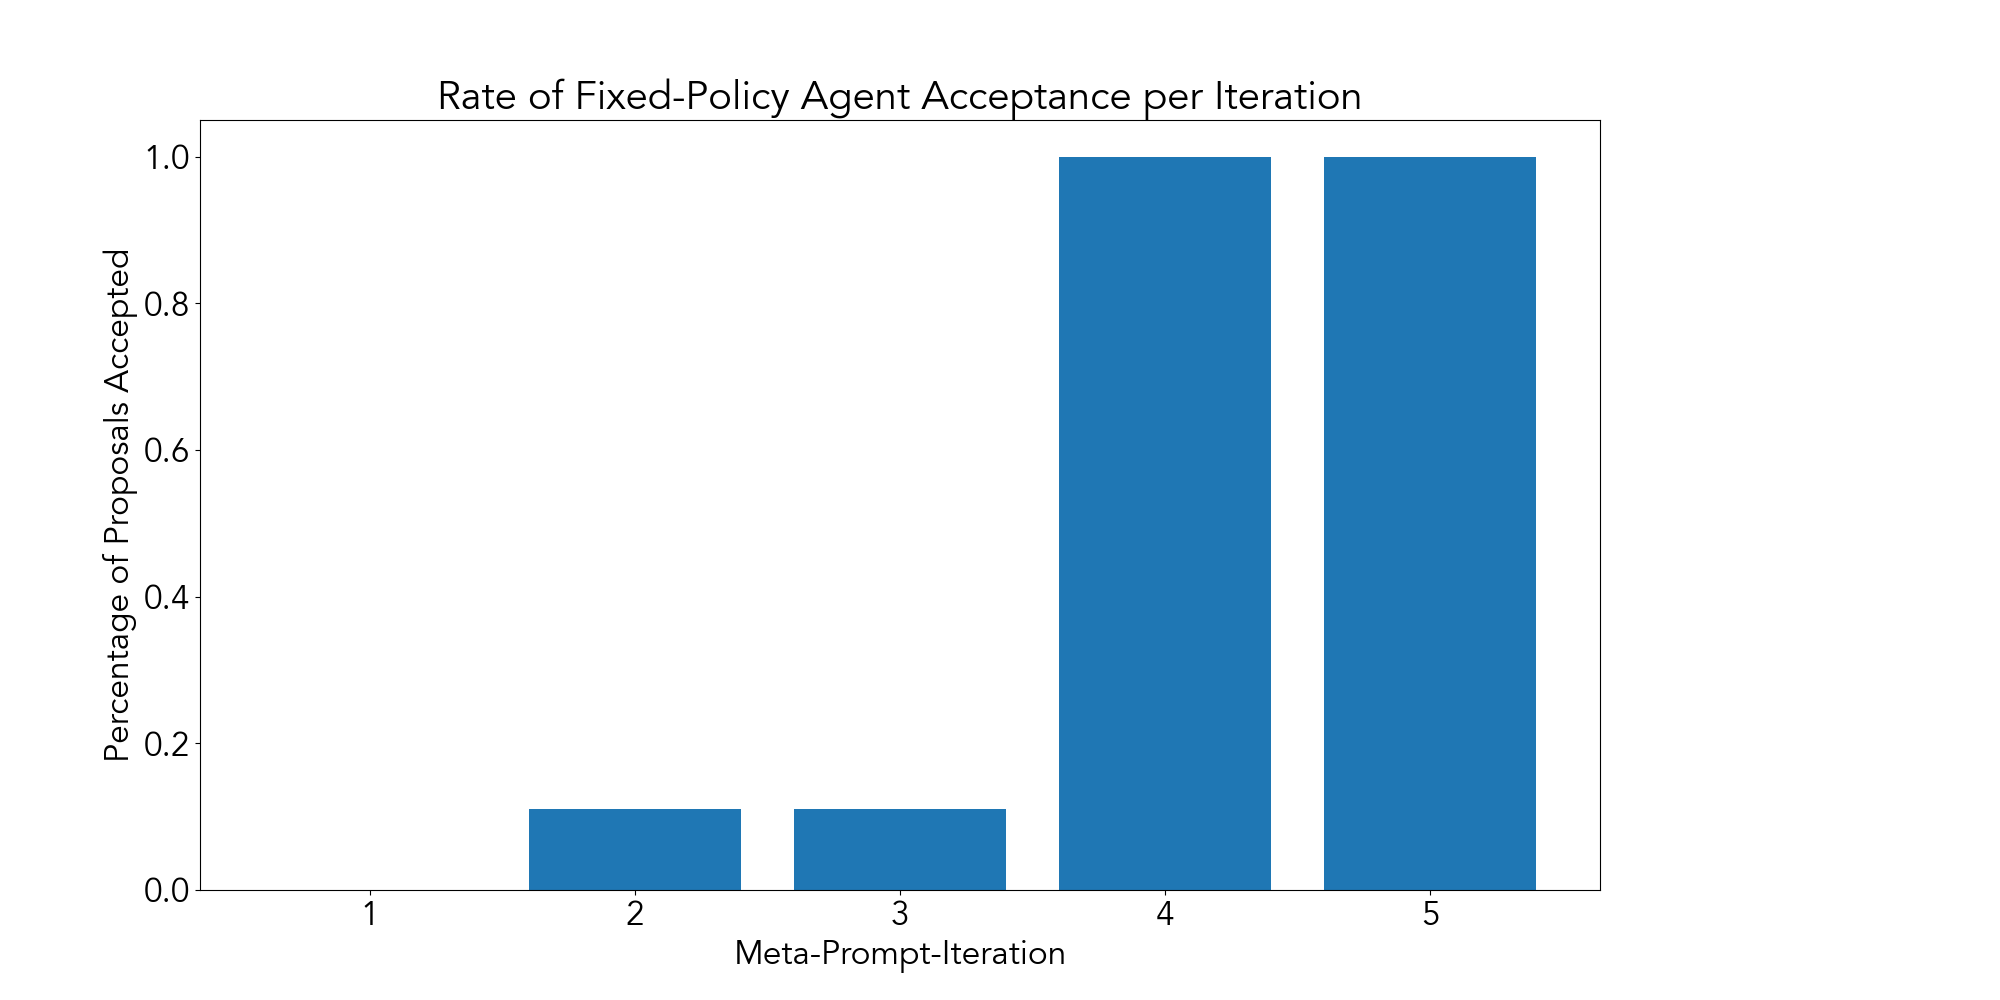 Rate of Fixed-Policy Agent Acceptance per Iteration
Percentage of Proposals Accepted
1.0
0.8
0.6
0.4
0.2
0.0
1 2 3 4 5
Meta-Prompt-Iteration